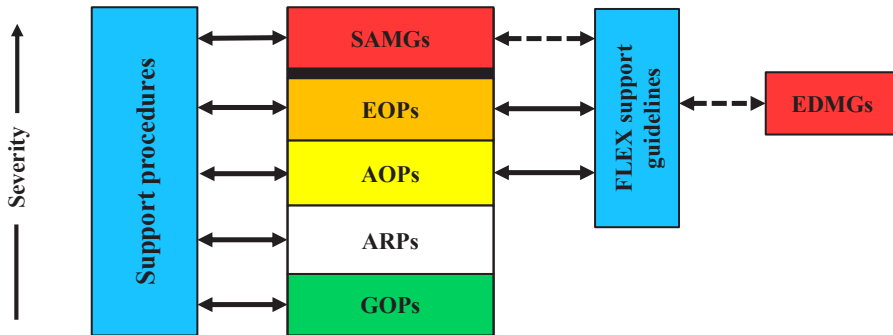 Severity
Support procedures
SAMGs
EOPs
AOPs
ARPs
GOPs
FLEX support
guidelines
EDMGs